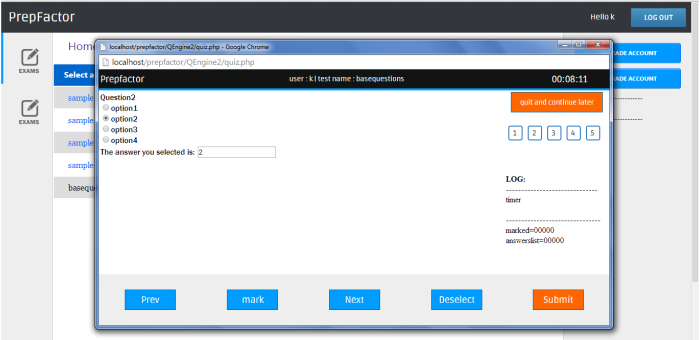 PrepFactor
Hello k
LOG OUT
EXAMS
EXAMS
Hom
Select a
sample
sample
sample
sample
basequ
ADE ACCOUNT
ADE ACCOUNT
localhost/prepfactor/QEngine2/quiz.php - Google Chrome
localhost/prepfactor/QEngine2/quiz.php
Prepfactor
user : k | test name : basequestions
00:08:11
Question2
option1
option2
option3
option4
The answer you selected is: 2
quit and continue later
1 2 3 4 5
LOG:
------------------------------
timer
------------------------------
marked=00000
answerslist=00000
Prev
mark
Next
Deselect
Submit